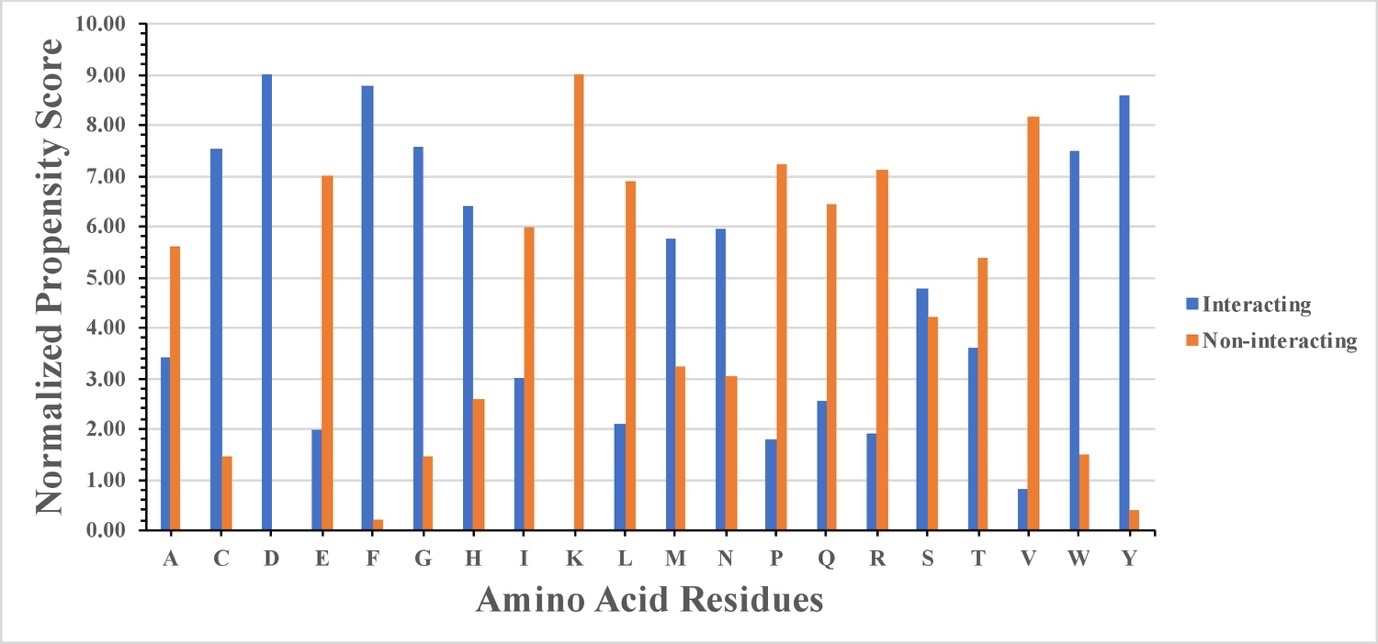 Normalized Propensity Score
10.00
9.00
8.00
7.00
6.00
5.00
4.00
3.00
2.00
1.00
0.00
A C D E F G H I K L M N P Q R S T V W Y
Amino Acid Residues
Interacting
Non-interacting